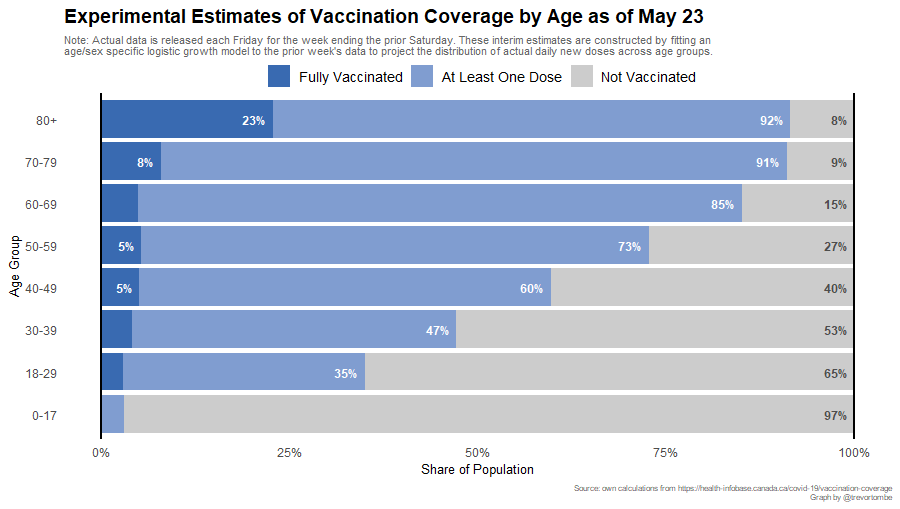 Experimental Estimates of Vaccination Coverage by Age as of May 23
Note: Actual data is released each Friday for the week ending the prior Saturday. These interim estimates are constructed by fitting an
age/sex specific logistic growth model to the prior week's data to project the distribution of actual daily new doses across age groups.
Fully Vaccinated At Least One Dose Not Vaccinated
80+ 23% 92% 8%
70-79 8% 91% 9%
60-69 85% 15%
50-59 5% 73% 27%
40-49 5% 60% 40%
30-39 47% 53%
18-29 35% 65%
0-17 97%
Age Group
0% 25% 50% 75% 100%
Share of Population
Source: own calculations from https://health-infobase.canada.ca/covid-19/vaccination-coverage
Graph by @trevortombe